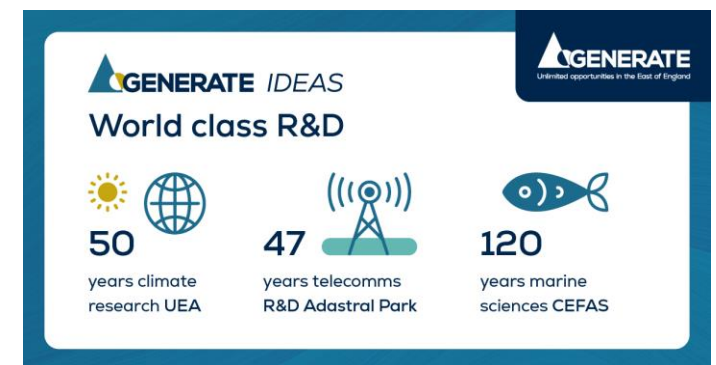 GENERATE IDEAS
GENERATE
Unlimited opportunities in the East of England
World class R&D
50
years climate
research UEA
47
years telecomms
R&D Adastral Park
120
years marine
sciences CEFAS